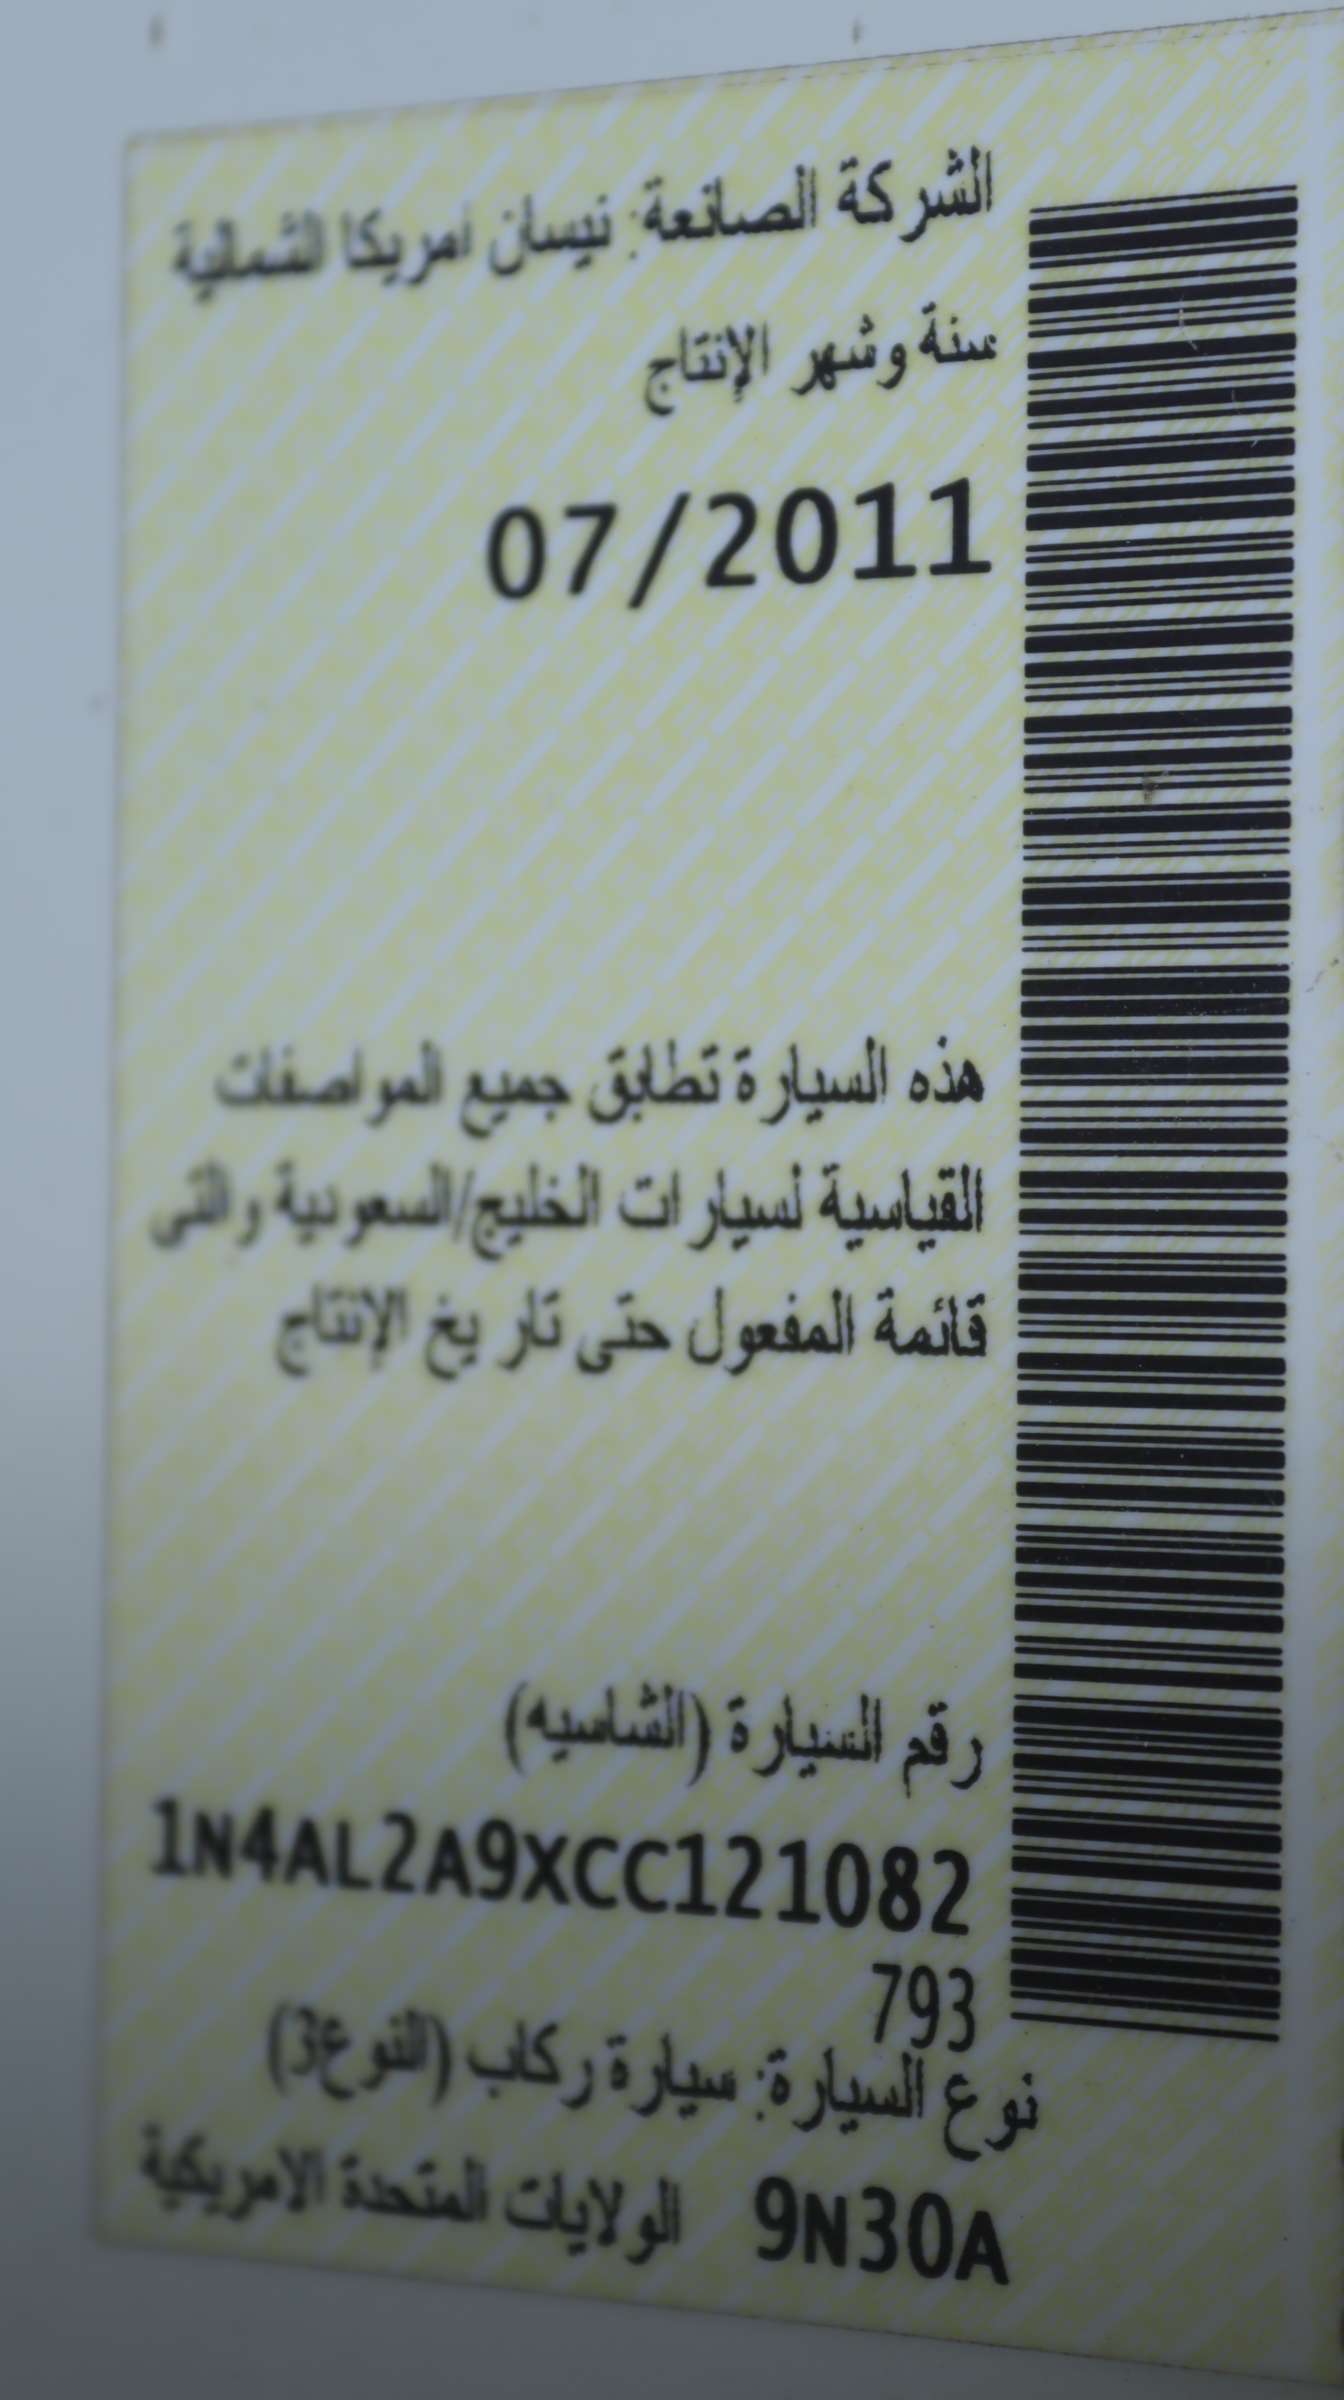 الشركة الصانعة: نيسان امريكا الشمالية
سنة وشهر الإنتاج
07/2011
هذه السيارة تطابق جميع المواصفات
القياسية لسيارات الخليج/السعودية والتى
قائمة المفعول حتى تاريخ الإنتاج
رقم السيارة (الشاسيه)
1N4AL2A9XCC121082
793
نوع السيارة: سيارة ركاب (النوع3)
9N30A الولايات المتحدة الامريكية